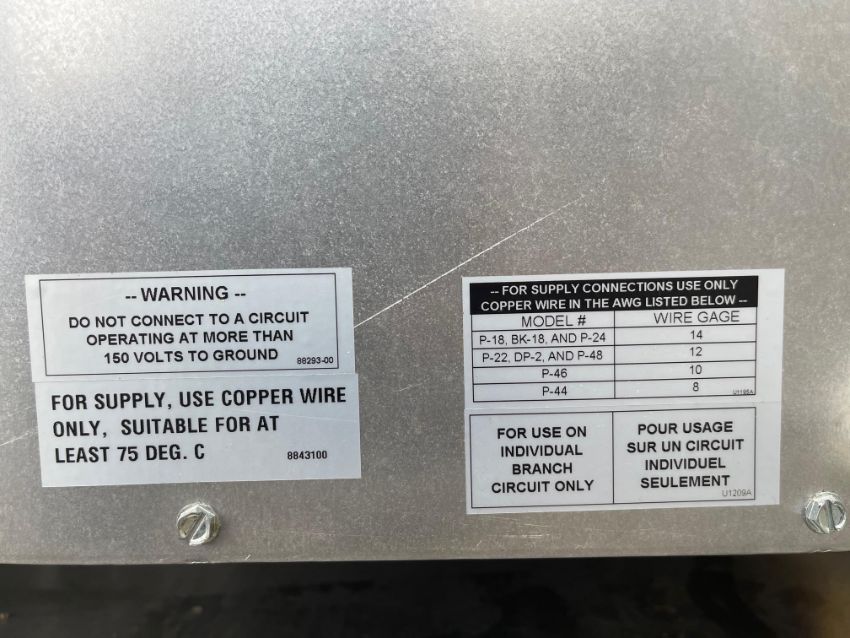 -- WARNING --
DO NOT CONNECT TO A CIRCUIT
OPERATING AT MORE THAN
150 VOLTS TO GROUND
88293-00
FOR SUPPLY, USE COPPER WIRE
ONLY, SUITABLE FOR AT
LEAST 75 DEG. C
8843100
-- FOR SUPPLY CONNECTIONS USE ONLY
COPPER WIRE IN THE AWG LISTED BELOW --
MODEL # WIRE GAGE
P-18, BK-18, AND P-24 14
P-22, DP-2, AND P-48 12
P-46 10
P-44 8
FOR USE ON
INDIVIDUAL
BRANCH
CIRCUIT ONLY
POUR USAGE
SUR UN CIRCUIT
INDIVIDUEL
SEULEMENT
U1209A